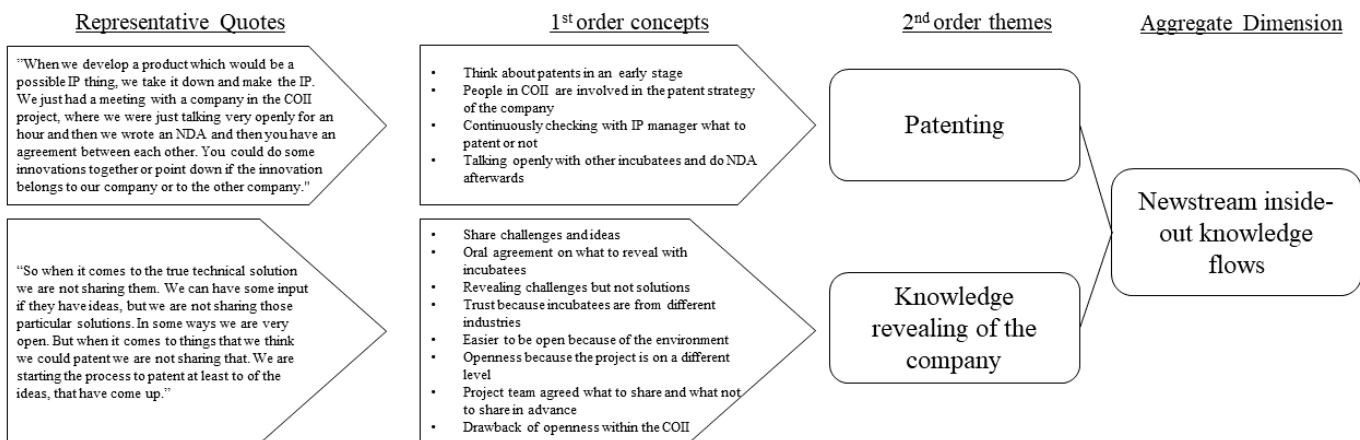 Representative Quotes
1st order concepts
2nd order themes
Aggregate Dimension
"When we develop a product which would be a
possible IP thing, we take it down and make the IP.
We just had a meeting with a company in the COII
project, where we were just talking very openly for an
hour and then we wrote an NDA and then you have an
agreement between each other. You could do some
innovations together or point down if the innovation
belongs to our company or to the other company."
• Think about patents in an early stage
• People in COII are involved in the patent strategy
of the company
• Continuously checking with IP manager what to
patent or not
• Talking openly with other incubatees and do NDA
afterwards
Patenting
"So when it comes to the true technical solution
we are not sharing them. We can have some input
if they have ideas, but we are not sharing those
particular solutions. In some ways we are very
open. But when it comes to things that we think
we could patent we are not sharing that. We are
starting the process to patent at least to of the
ideas, that have come up."
• Share challenges and ideas
• Oral agreement on what to reveal with
incubatees
• Revealing challenges but not solutions
• Trust because incubatees are from different
industries
• Easier to be open because of the environment
• Openness because the project is on a different
level
• Project team agreed what to share and what not
to share in advance
• Drawback of openness within the COII
Knowledge
revealing of the
company
Newstream inside-
out knowledge
flows